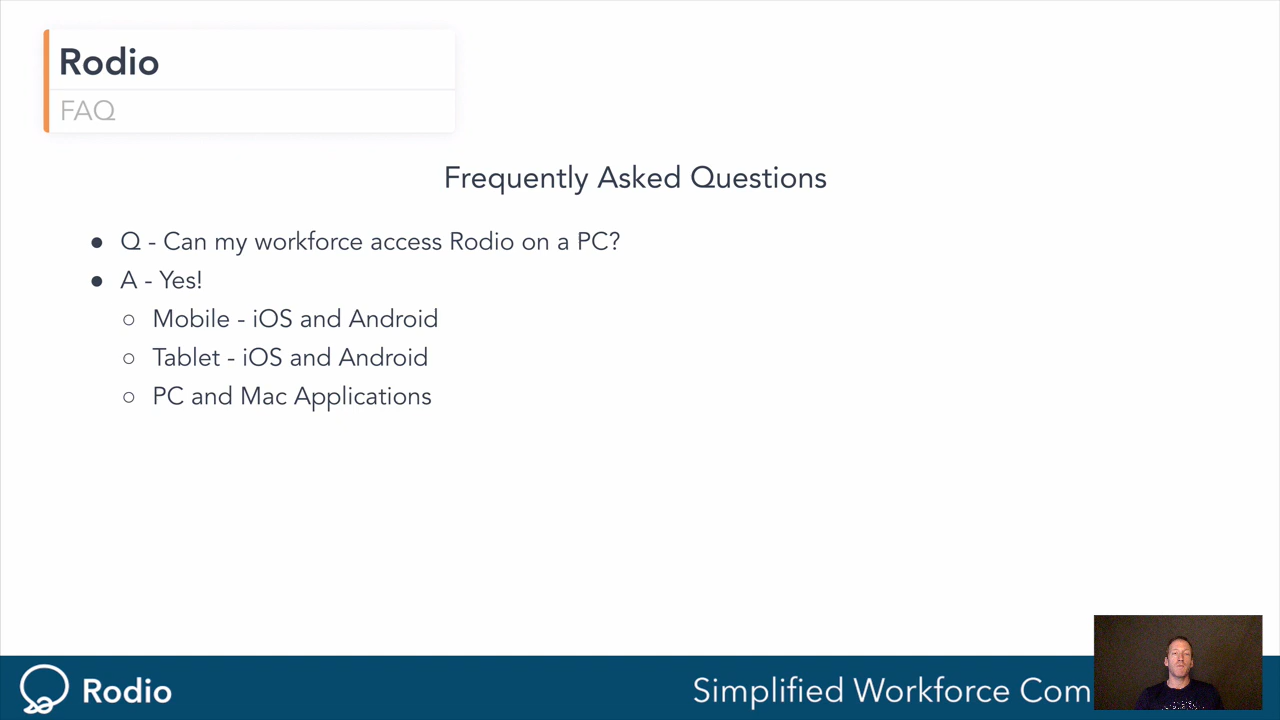 Rodio
FAQ
Frequently Asked Questions
● Q - Can my workforce access Rodio on a PC?
● A - Yes!
○ Mobile - iOS and Android
○ Tablet - iOS and Android
○ PC and Mac Applications
Rodio
Simplified Workforce Com